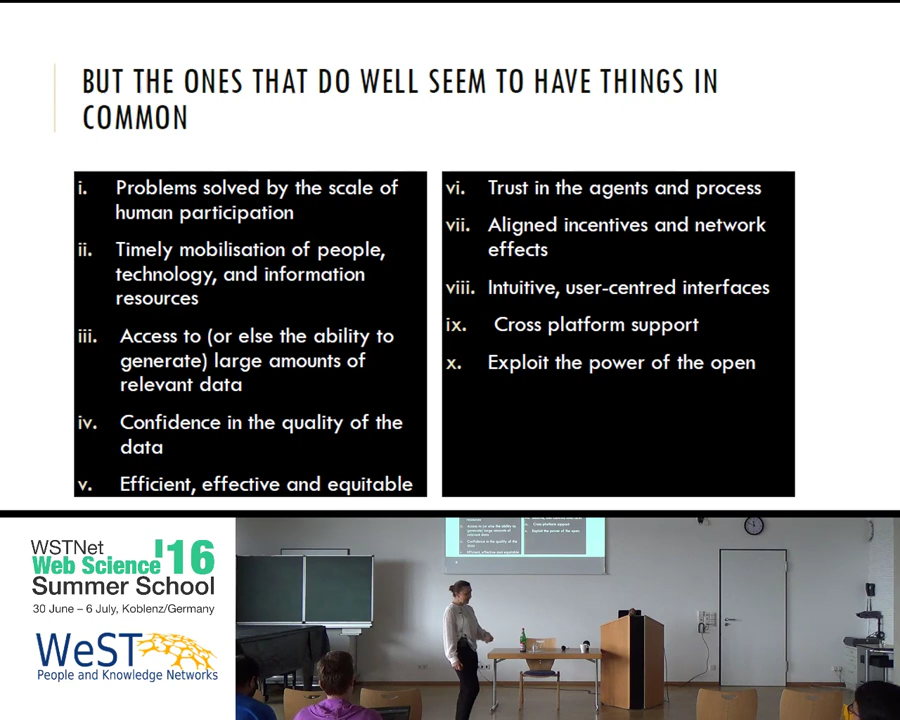 BUT THE ONES THAT DO WELL SEEM TO HAVE THINGS IN
COMMON
i. Problems solved by the scale of
human participation
ii. Timely mobilisation of people,
technology, and information
resources
iii. Access to (or else the ability to
generate) large amounts of
relevant data
iv. Confidence in the quality of the
data
v. Efficient, effective and equitable
vi. Trust in the agents and process
vii. Aligned incentives and network
effects
viii. Intuitive, user-centred interfaces
ix. Cross platform support
x. Exploit the power of the open
WSTNet
Web Science '16
Summer School
30 June – 6 July, Koblenz/Germany
WeST
People and Knowledge Networks